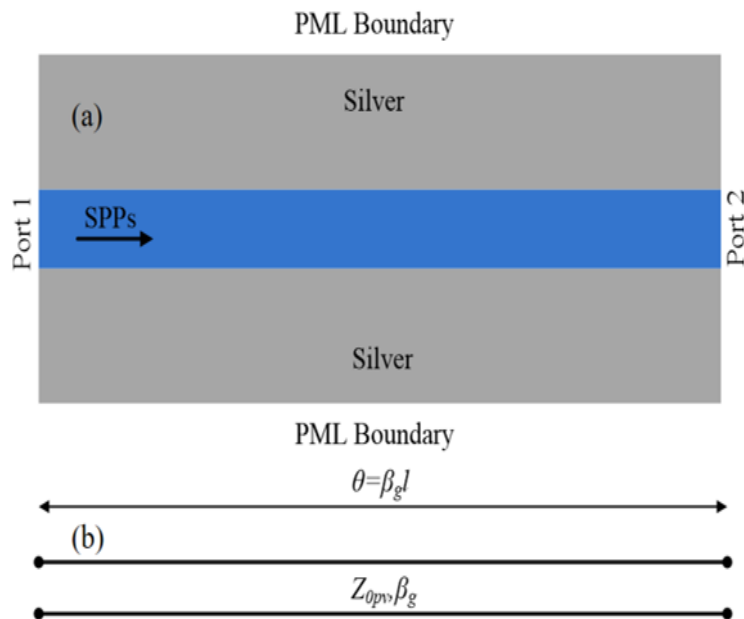 PML Boundary
Silver
(a)
Port 1
SPPs
Port 2
Silver
PML Boundary
θ=βgl
(b)
Z0pv,βg